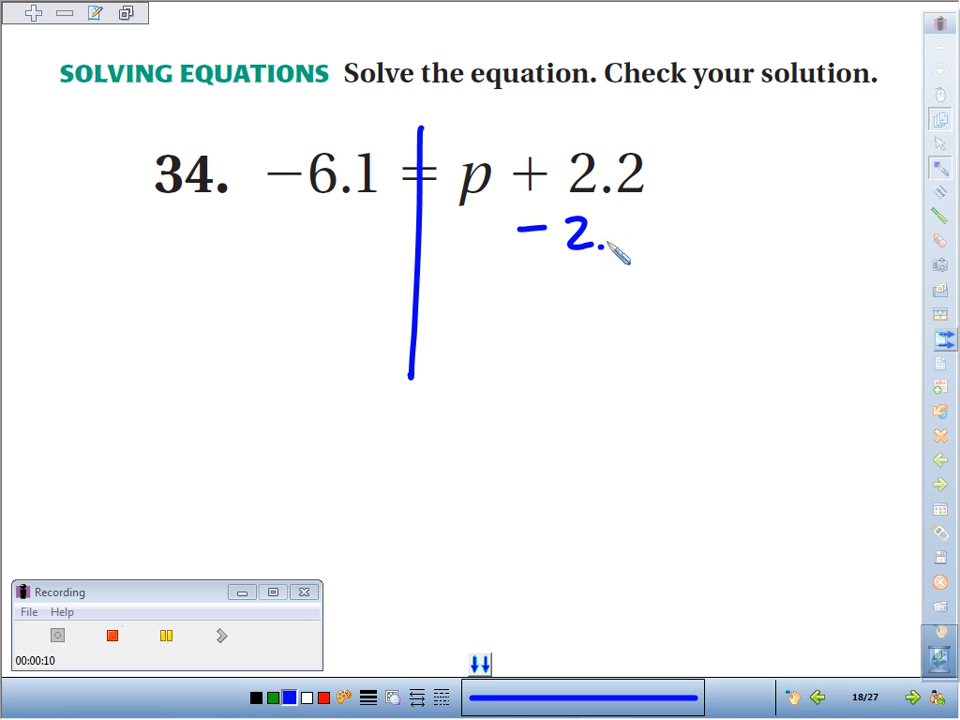 SOLVING EQUATIONS Solve the equation. Check your solution.
34. −6.1 = p + 2.2
− 2.
Recording
File Help
00:00:10
18/27